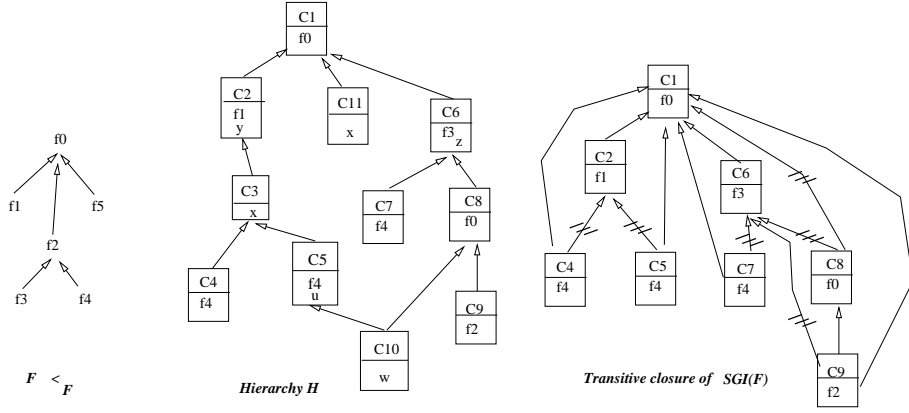 f0
f1
f5
f2
f3
f4
F <F
C1
f0
C2
f1
y
C11
x
C6
f3
z
C3
x
C7
f4
C8
f0
C4
f4
C5
f4
u
C9
f2
C10
w
Hierarchy H
C1
f0
C2
f1
C6
f3
C4
f4
C5
f4
C7
f4
C8
f0
C9
f2
Transitive closure of SGI(F)